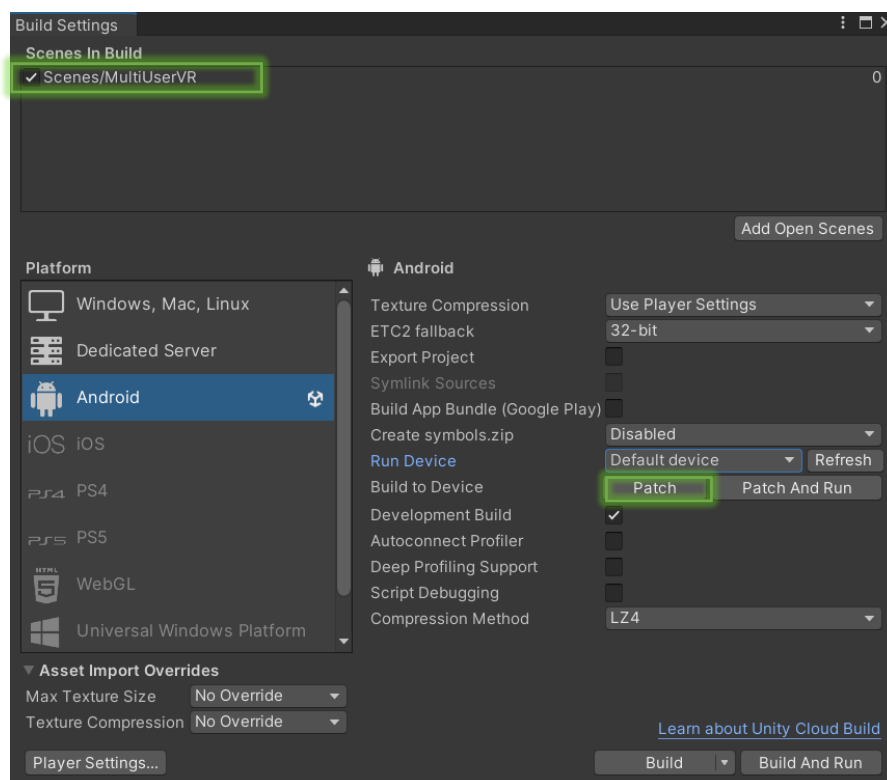 Build Settings
Scenes In Build
Scenes/MultiUserVR 0
Add Open Scenes
Platform
Windows, Mac, Linux
Dedicated Server
Android
iOS iOS
PS4 PS4
PS5 PS5
HTML 5 WebGL
Universal Windows Platform
Android
Texture Compression Use Player Settings
ETC2 fallback 32-bit
Export Project
Symlink Sources
Build App Bundle (Google Play)
Create symbols.zip Disabled
Run Device Default device Refresh
Build to Device Patch Patch And Run
Development Build
Autoconnect Profiler
Deep Profiling Support
Script Debugging
Compression Method LZ4
Asset Import Overrides
Max Texture Size No Override
Texture Compression No Override
Learn about Unity Cloud Build
Player Settings... Build Build And Run